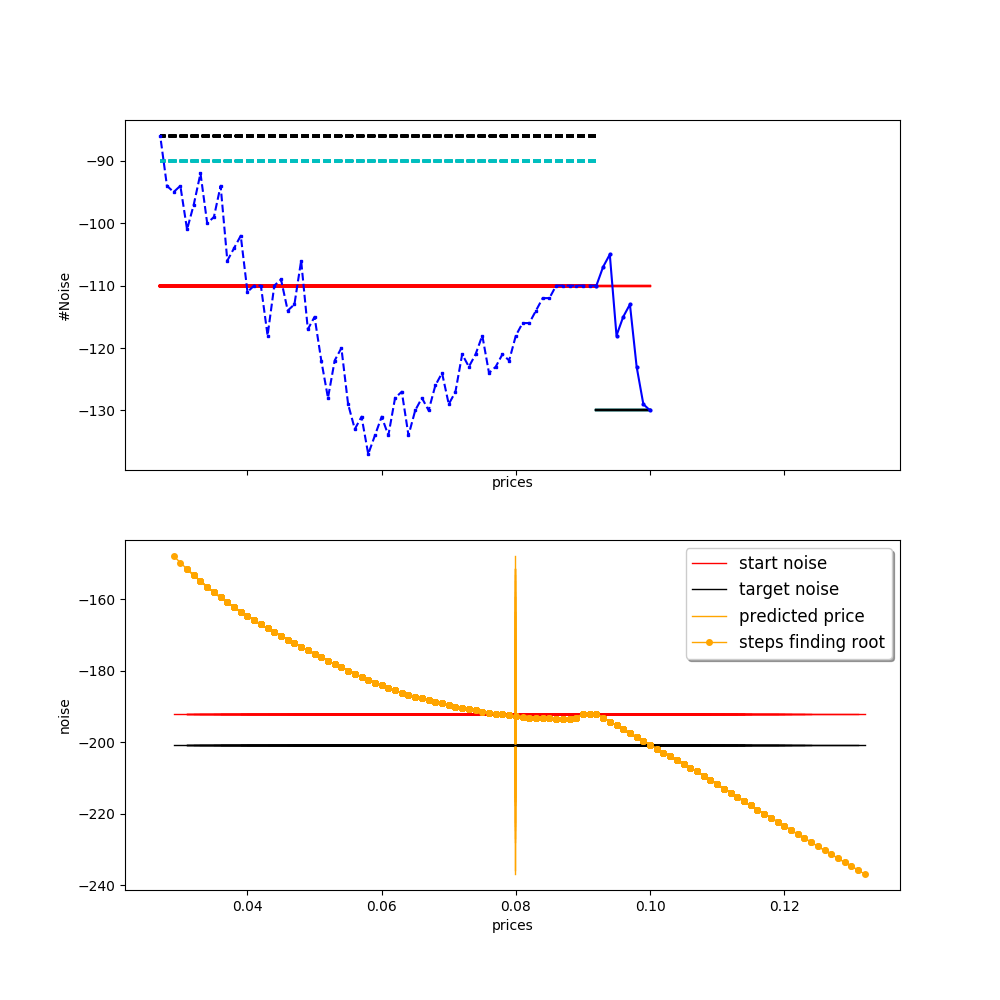 −90
−100
−110
−120
−130
#Noise
prices
start noise
target noise
predicted price
steps finding root
−160
−180
−200
−220
−240
noise
0.04 0.06 0.08 0.10 0.12
prices